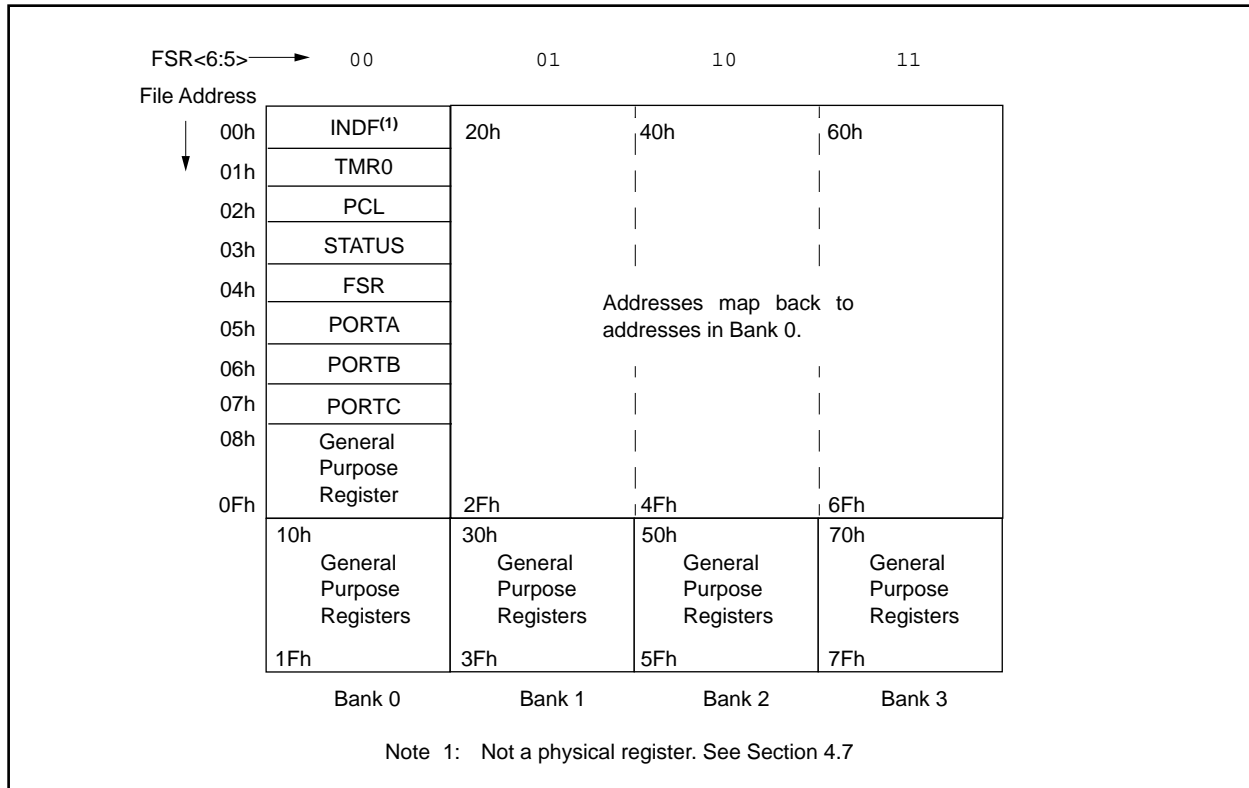 FSR<6:5> 00 01 10 11
File Address
00h INDF(1) 20h 40h 60h
01h TMR0
02h PCL
03h STATUS
04h FSR
Addresses map back to
05h PORTA addresses in Bank 0.
06h PORTB
07h PORTC
08h General
Purpose
Register
0Fh 2Fh 4Fh 6Fh
10h 30h 50h 70h
General General General General
Purpose Purpose Purpose Purpose
Registers Registers Registers Registers
1Fh 3Fh 5Fh 7Fh
Bank 0 Bank 1 Bank 2 Bank 3
Note 1: Not a physical register. See Section 4.7